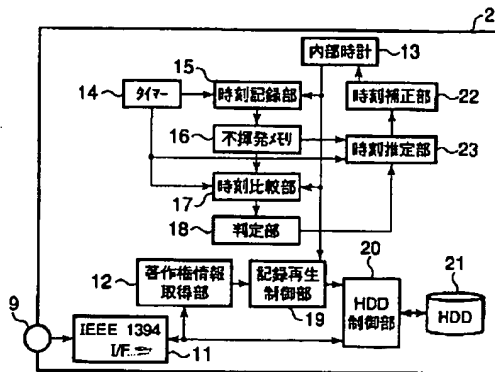 2
内部時計
13
15
14
タイマー
時刻記録部
時刻補正部
22
16
不揮発メモリ
時刻推定部
23
時刻比較部
17
18
判定部
20
12
著作権情報
取得部
記録再生
制御部
21
9
19
HDD
制御部
HDD
IEEE 1394
I/F
11